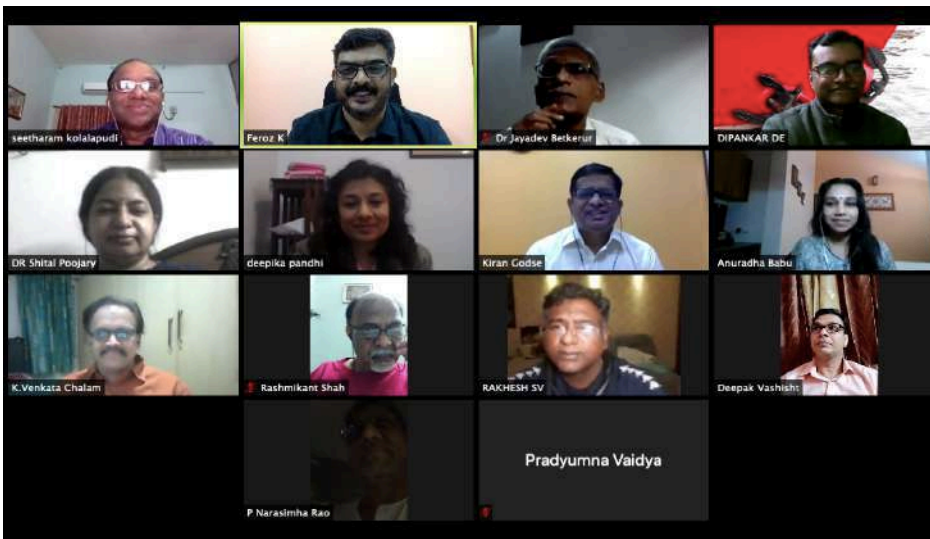 seetharam kolalapudi
Feroz K
Dr Jayadev Betkerur
DIPANKAR DE
DR Shital Poojary
deepika pandhi
Kiran Godse
Anuradha Babu
K.Venkata Chalam
Rashmikant Shah
RAKHESH SV
Deepak Vashisht
P Narasimha Rao
Pradyumna Vaidya